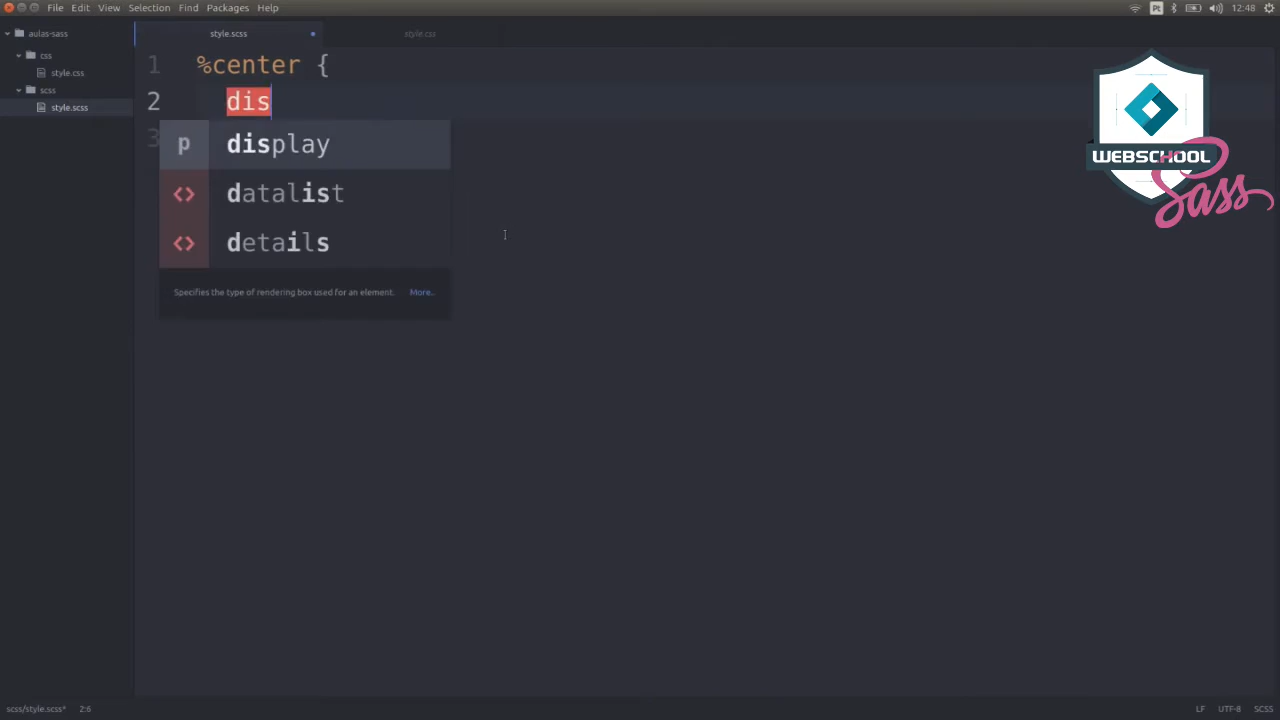 File Edit View Selection Find Packages Help
Pt 12:48
aulas-sass
css
style.css
scss
style.scss
style.scss style.css
1 %center {
2 dis
3
p display
<> datalist
<> details
Specifies the type of rendering box used for an element. More..
WEBSCHOOL
Sass
scss/style.scss* 2:6
LF UTF-8 SCSS